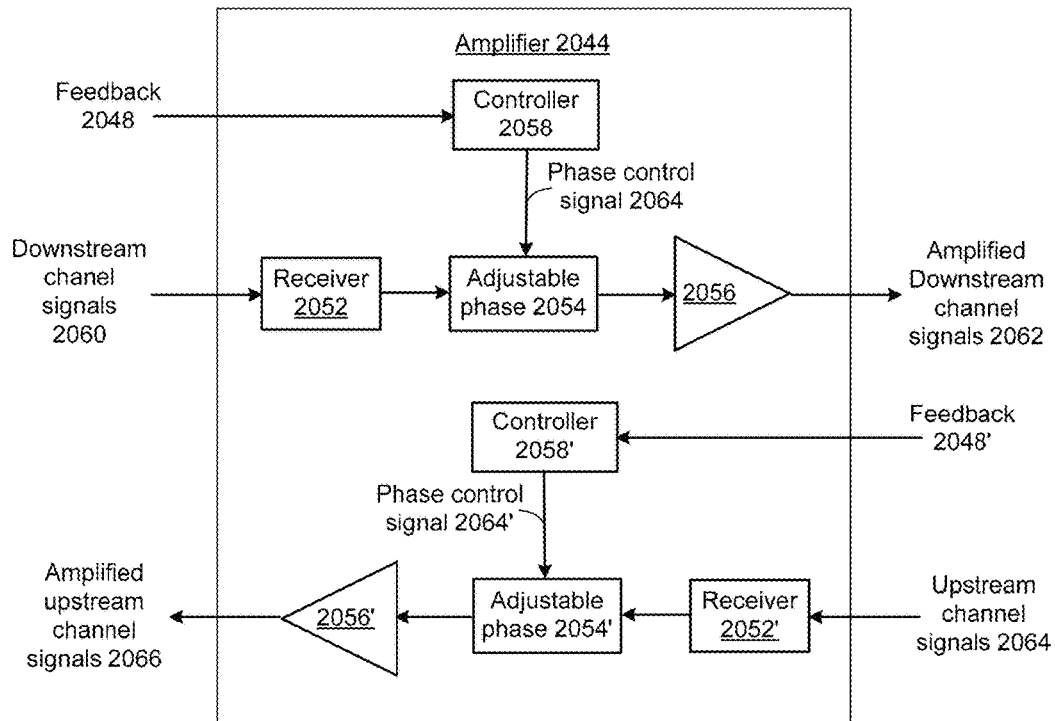 Amplifier 2044
Feedback
2048
Controller
2058
Phase control
signal 2064
Downstream
chanel
signals
2060
Receiver
2052
Adjustable
phase 2054
2056
Amplified
Downstream
channel
signals 2062
Controller
2058'
Feedback
2048'
Phase control
signal 2064'
Amplified
upstream
channel
signals 2066
2056'
Adjustable
phase 2054'
Receiver
2052'
Upstream
channel
signals 2064